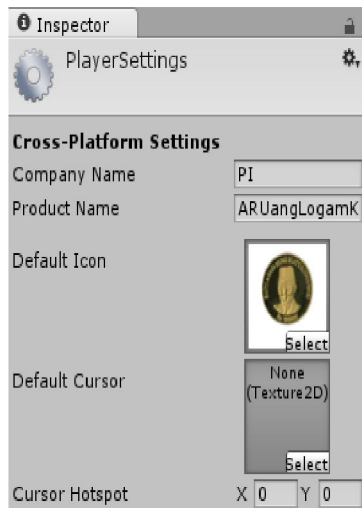 Inspector
PlayerSettings
Cross-Platform Settings
Company Name PI
Product Name ARUangLogamK
Default Icon
Select
Default Cursor
None
(Texture2D)
Select
Cursor Hotspot X 0 Y 0